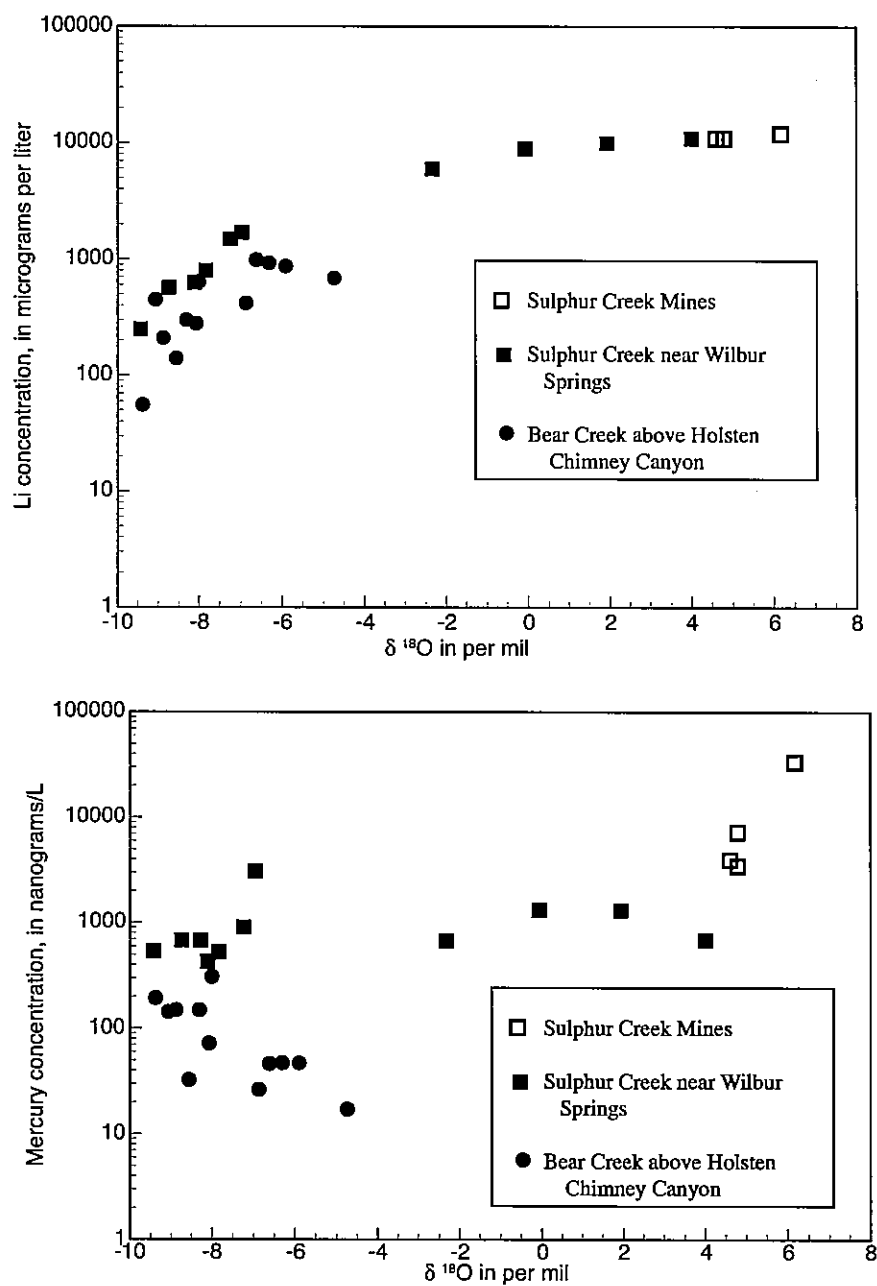 100000
10000
1000
100
10
1
Li concentration, in micrograms per liter
-10 -8 -6 -4 -2 0 2 4 6 8
δ ¹⁸O in per mil
Sulphur Creek Mines
Sulphur Creek near Wilbur
Springs
Bear Creek above Holsten
Chimney Canyon
100000
10000
1000
100
10
1
Mercury concentration, in nanograms/L
-10 -8 -6 -4 -2 0 2 4 6 8
δ ¹⁸O in per mil
Sulphur Creek Mines
Sulphur Creek near Wilbur
Springs
Bear Creek above Holsten
Chimney Canyon